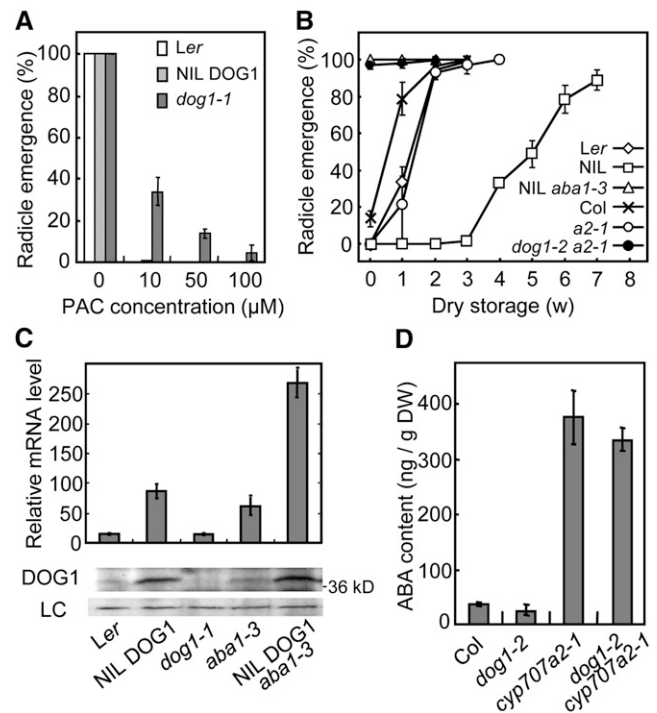 A
Radicle emergence (%)
100
80
60
40
20
0
Ler
NIL DOG1
dog1-1
0 10 50 100
PAC concentration (µM)
B
Radicle emergence (%)
100
80
60
40
20
0
Ler
NIL
NIL aba1-3
Col
a2-1
dog1-2 a2-1
0 1 2 3 4 5 6 7 8
Dry storage (w)
C
Relative mRNA level
250
200
150
100
50
0
DOG1
-36 kD
LC
Ler
NIL DOG1
dog1-1
aba1-3
NIL DOG1
aba1-3
D
ABA content (ng / g DW)
400
300
200
100
0
Col
dog1-2
cyp707a2-1
dog1-2
cyp707a2-1